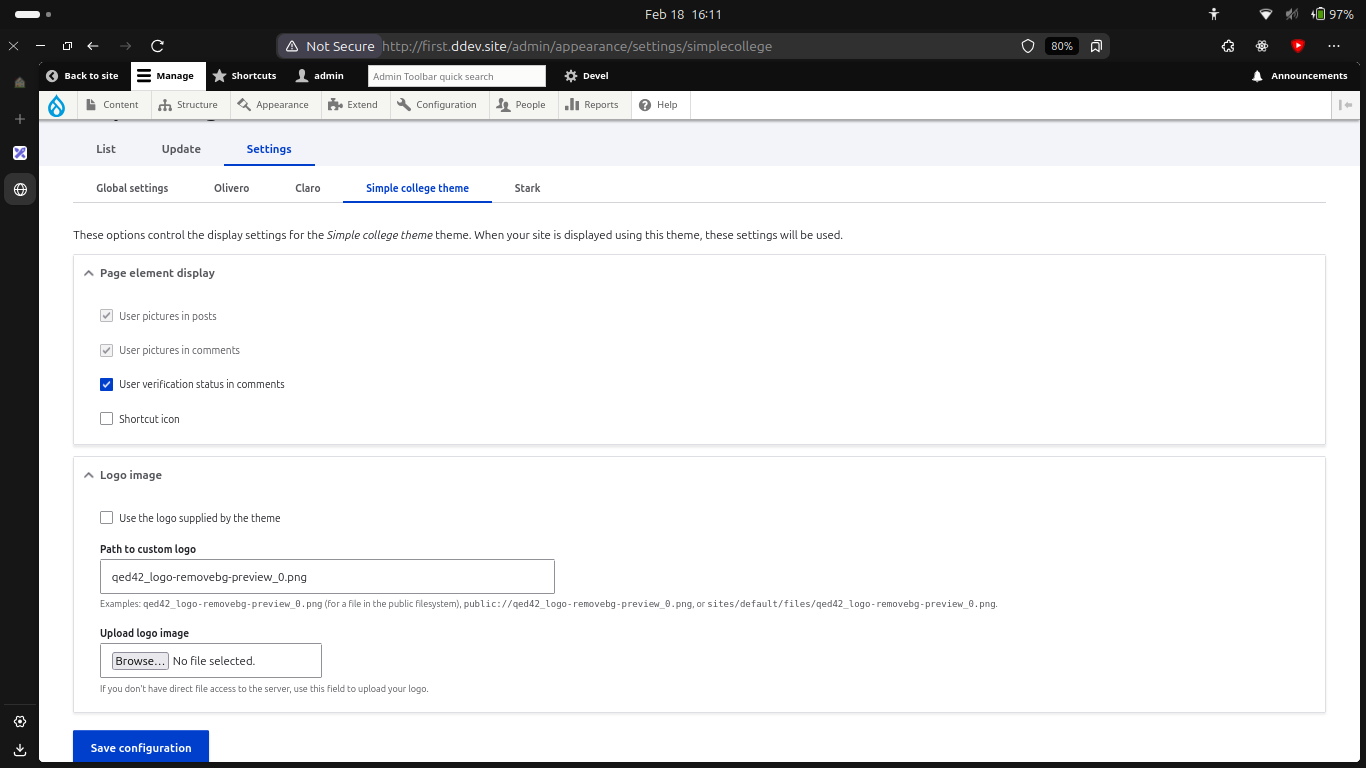 Feb 18 16:11
97%
Not Secure http://first.ddev.site/admin/appearance/settings/simplecollege
80%
Back to site Manage Shortcuts admin Admin Toolbar quick search Devel Announcements
Content Structure Appearance Extend Configuration People Reports Help
List Update Settings
Global settings Olivero Claro Simple college theme Stark
These options control the display settings for the Simple college theme theme. When your site is displayed using this theme, these settings will be used.
Page element display
User pictures in posts
User pictures in comments
User verification status in comments
Shortcut icon
Logo image
Use the logo supplied by the theme
Path to custom logo
qed42_logo-removebg-preview_0.png
Examples: qed42_logo-removebg-preview_0.png (for a file in the public filesystem), public://qed42_logo-removebg-preview_0.png, or sites/default/files/qed42_logo-removebg-preview_0.png.
Upload logo image
Browse... No file selected.
If you don't have direct file access to the server, use this field to upload your logo.
Save configuration